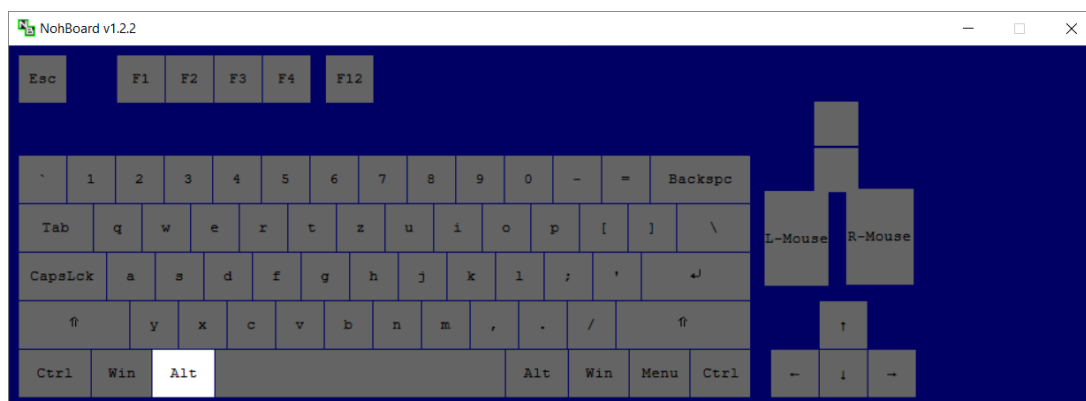 NohBoard v1.2.2
Esc F1 F2 F3 F4 F12
` 1 2 3 4 5 6 7 8 9 0 - = Backspc
Tab q w e r t z u i o p [ ] \
L-Mouse R-Mouse
CapsLck a s d f g h j k l ; ' ↵
⇑ y x c v b n m , . / ⇑
↑
Ctrl Win Alt Alt Win Menu Ctrl
← ↓ →